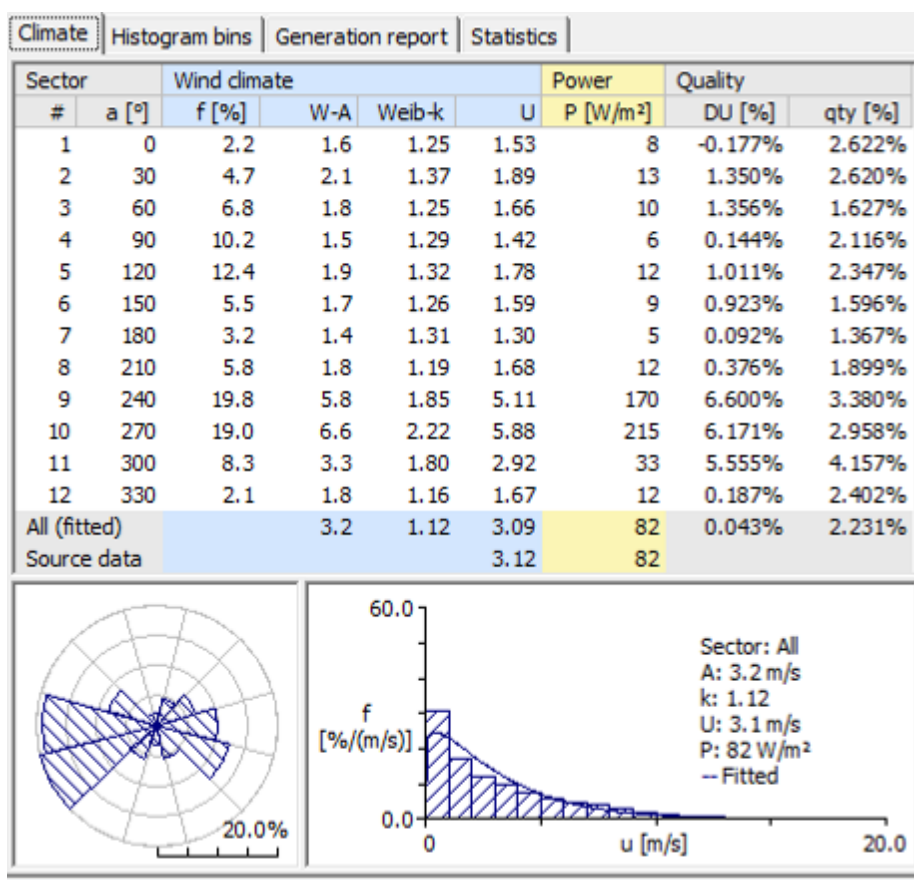 Climate Histogram bins Generation report Statistics
Sector Wind climate Power Quality
# a [°] f [%] W-A Weib-k U P [W/m²] DU [%] qty [%]
1 0 2.2 1.6 1.25 1.53 8 -0.177% 2.622%
2 30 4.7 2.1 1.37 1.89 13 1.350% 2.620%
3 60 6.8 1.8 1.25 1.66 10 1.356% 1.627%
4 90 10.2 1.5 1.29 1.42 6 0.144% 2.116%
5 120 12.4 1.9 1.32 1.78 12 1.011% 2.347%
6 150 5.5 1.7 1.26 1.59 9 0.923% 1.596%
7 180 3.2 1.4 1.31 1.30 5 0.092% 1.367%
8 210 5.8 1.8 1.19 1.68 12 0.376% 1.899%
9 240 19.8 5.8 1.85 5.11 170 6.600% 3.380%
10 270 19.0 6.6 2.22 5.88 215 6.171% 2.958%
11 300 8.3 3.3 1.80 2.92 33 5.555% 4.157%
12 330 2.1 1.8 1.16 1.67 12 0.187% 2.402%
All (fitted) 3.2 1.12 3.09 82 0.043% 2.231%
Source data 3.12 82
20.0%
60.0
f
[%/(m/s)]
0.0
0 u [m/s] 20.0
Sector: All
A: 3.2 m/s
k: 1.12
U: 3.1 m/s
P: 82 W/m²
-- Fitted